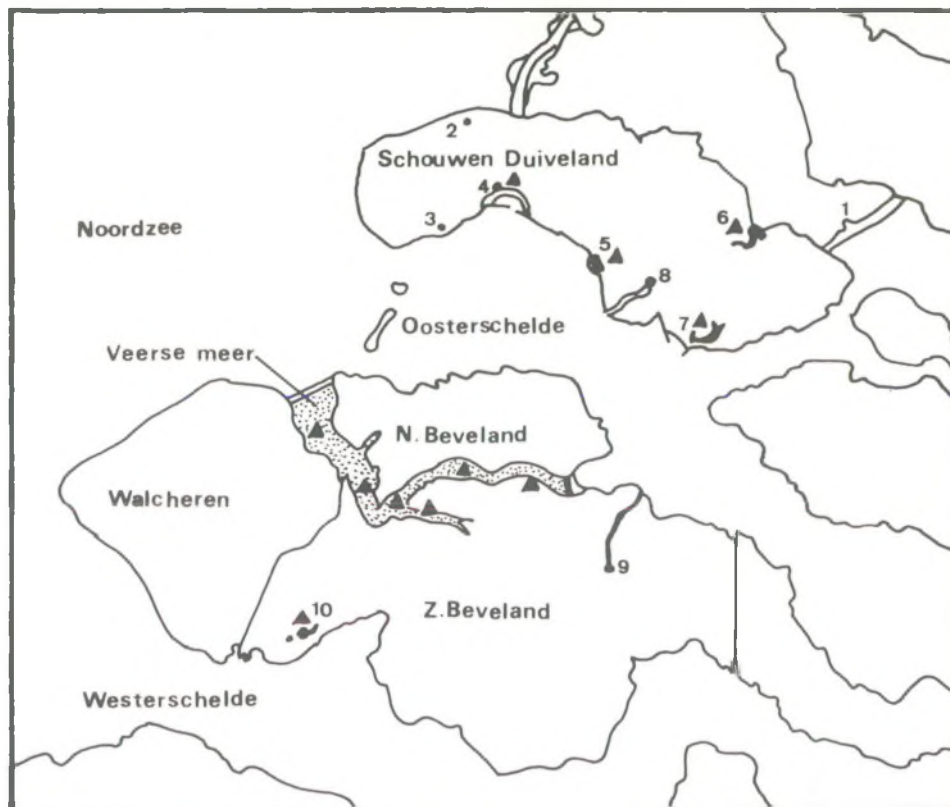 2
Schouwen Duiveland
4
1
6
3
Noordzee
5
8
Oosterschelde
7
Veerse meer
N. Beveland
Walcheren
9
10
Z. Beveland
Westerschelde